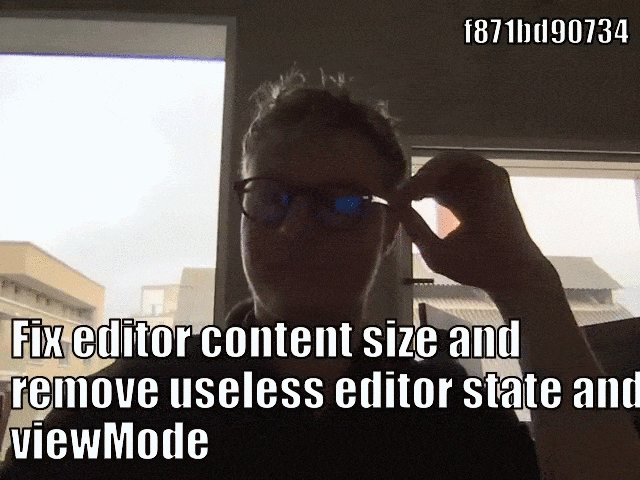 f871bd90734
Fix editor content size and
remove useless editor state and
viewMode